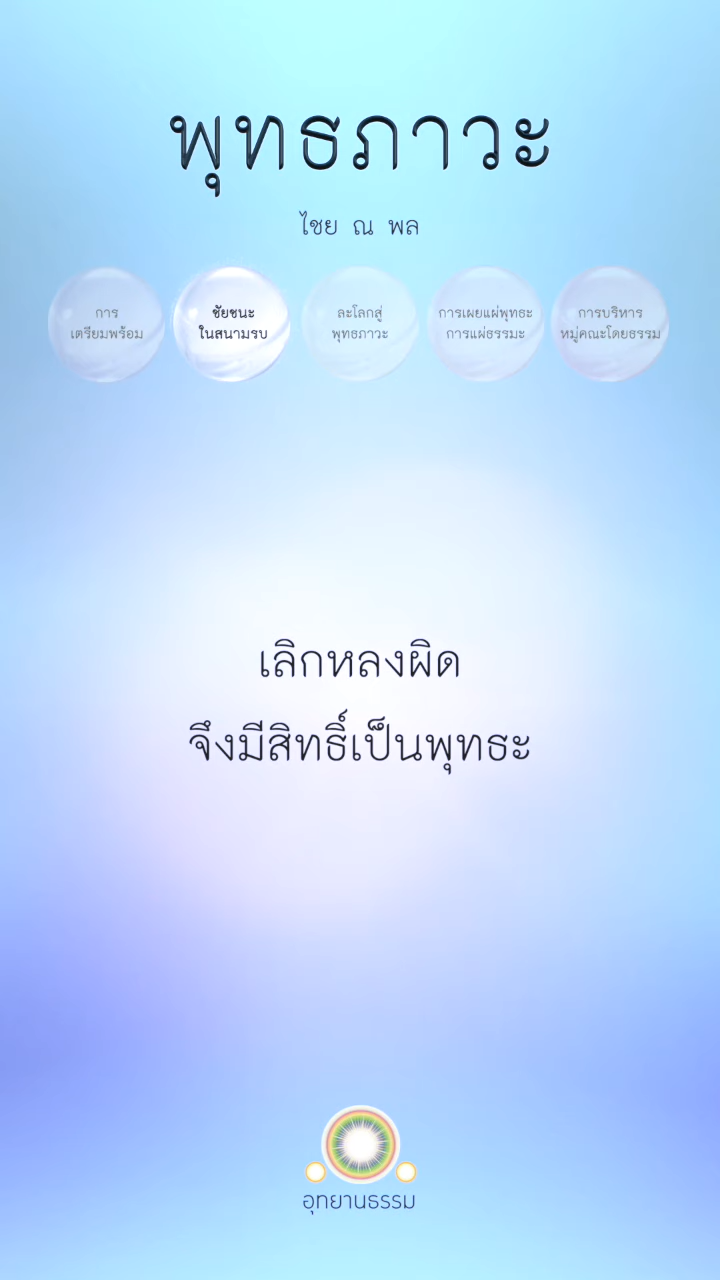 พุทธภาวะ
ไชย ณ พล
การ
เตรียมพร้อม
ชัยชนะ
ในสนามรบ
ละโลกสู่
พุทธภาวะ
การเผยแผ่พุทธะ
การแผ่ธรรมะ
การบริหาร
หมู่คณะโดยธรรม
เลิกหลงผิด
จึงมีสิทธิ์เป็นพุทธะ
อุทยานธรรม